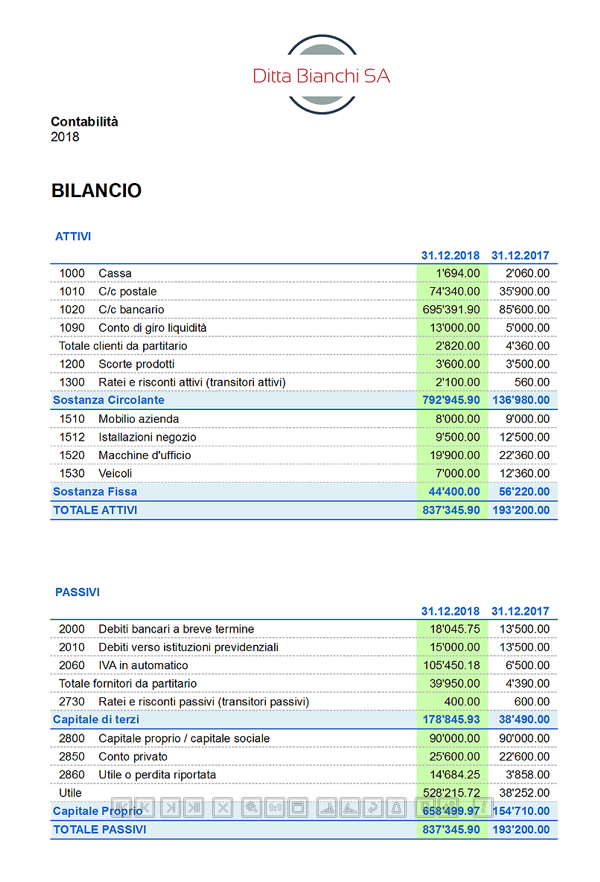 Ditta Bianchi SA
Contabilità
2018
BILANCIO
ATTIVI
31.12.2018 31.12.2017
1000 Cassa 1'694.00 2'060.00
1010 C/c postale 74'340.00 35'900.00
1020 C/c bancario 695'391.90 85'600.00
1090 Conto di giro liquidità 13'000.00 5'000.00
Totale clienti da partitario 2'820.00 4'360.00
1200 Scorte prodotti 3'600.00 3'500.00
1300 Ratei e risconti attivi (transitori attivi) 2'100.00 560.00
Sostanza Circolante 792'945.90 136'980.00
1510 Mobilio azienda 8'000.00 9'000.00
1512 Istallazioni negozio 9'500.00 12'500.00
1520 Macchine d'ufficio 19'900.00 22'360.00
1530 Veicoli 7'000.00 12'360.00
Sostanza Fissa 44'400.00 56'220.00
TOTALE ATTIVI 837'345.90 193'200.00
PASSIVI
31.12.2018 31.12.2017
2000 Debiti bancari a breve termine 18'045.75 13'500.00
2010 Debiti verso istituzioni previdenziali 15'000.00 13'500.00
2060 IVA in automatico 105'450.18 6'500.00
Totale fornitori da partitario 39'950.00 4'390.00
2730 Ratei e risconti passivi (transitori passivi) 400.00 600.00
Capitale di terzi 178'845.93 38'490.00
2800 Capitale proprio / capitale sociale 90'000.00 90'000.00
2850 Conto privato 25'600.00 22'600.00
2860 Utile o perdita riportata 14'684.25 3'858.00
Utile 528'215.72 38'252.00
Capitale Proprio 658'499.97 154'710.00
TOTALE PASSIVI 837'345.90 193'200.00